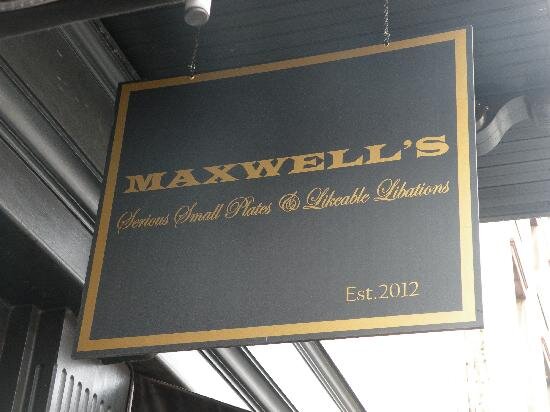 MAXWELL'S
Serious Small Plates & Likeable Libations
Est.2012